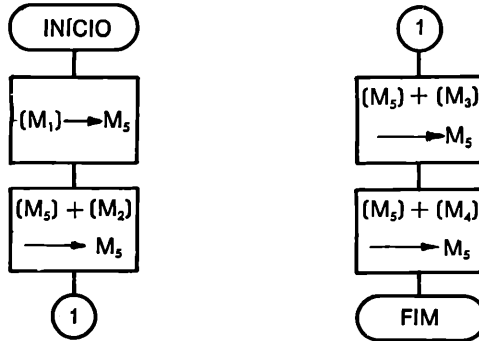 INÍCIO
(M₁) → M₅
(M₅) + (M₂)
→ M₅
1
1
(M₅) + (M₃)
→ M₅
(M₅) + (M₄)
→ M₅
FIM